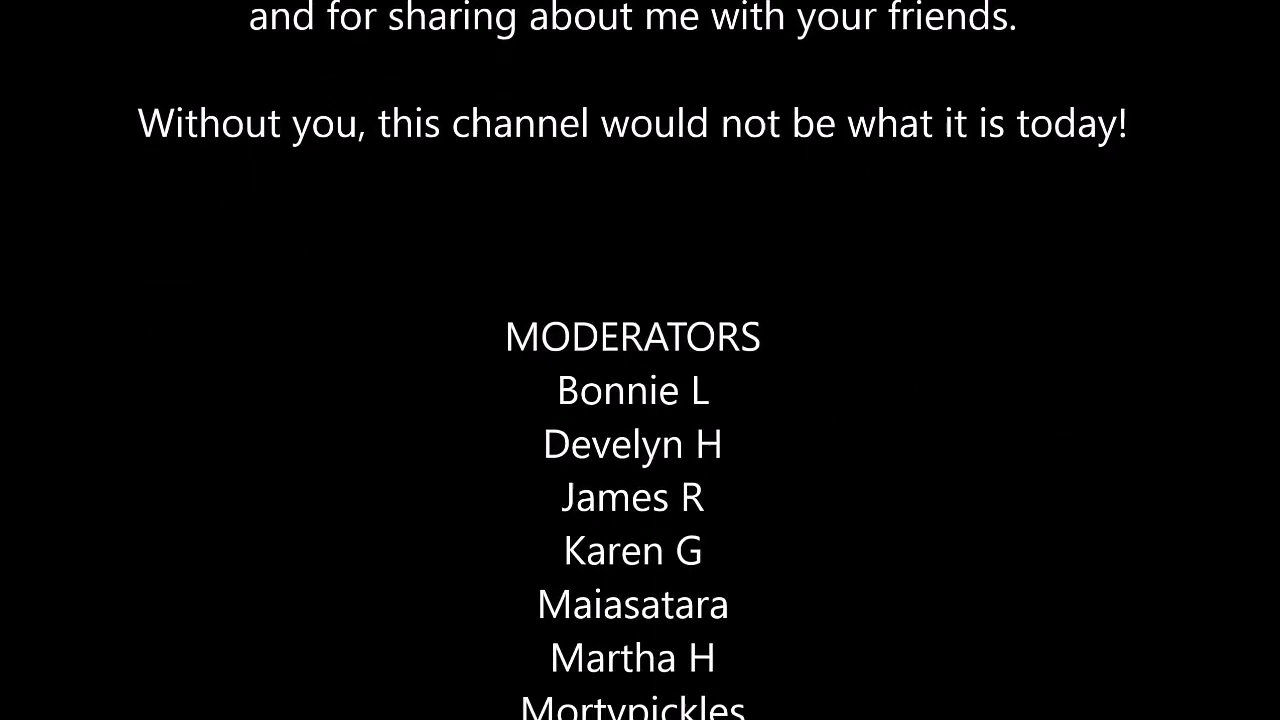 and for sharing about me with your friends.
Without you, this channel would not be what it is today!
MODERATORS
Bonnie L
Develyn H
James R
Karen G
Maiasatara
Martha H
Mortypickles